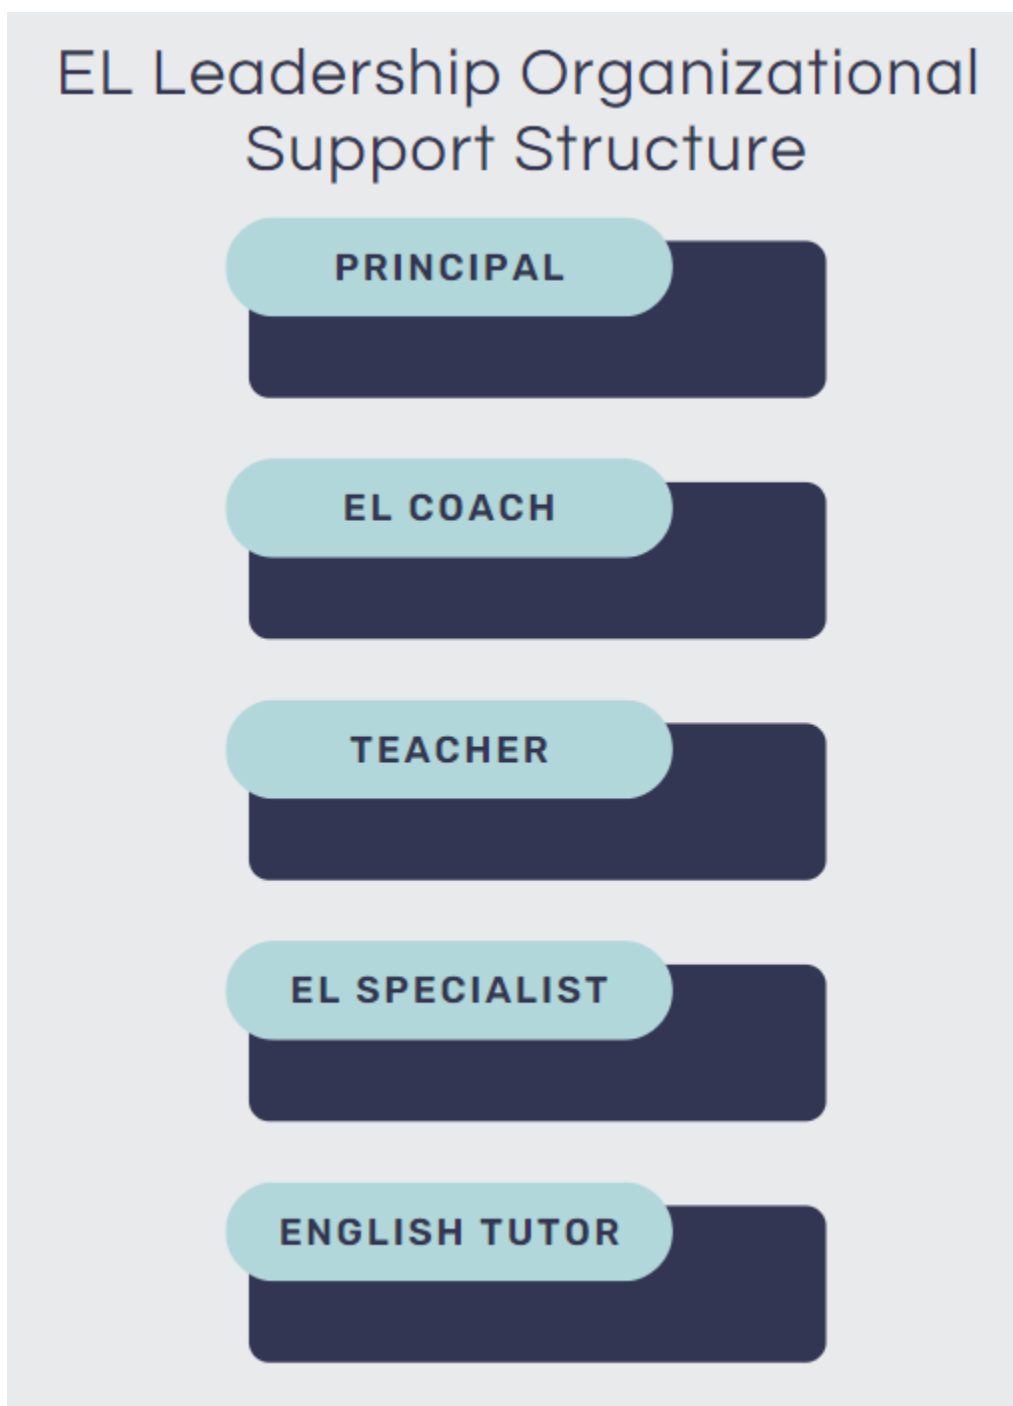 EL Leadership Organizational
Support Structure
PRINCIPAL
EL COACH
TEACHER
EL SPECIALIST
ENGLISH TUTOR